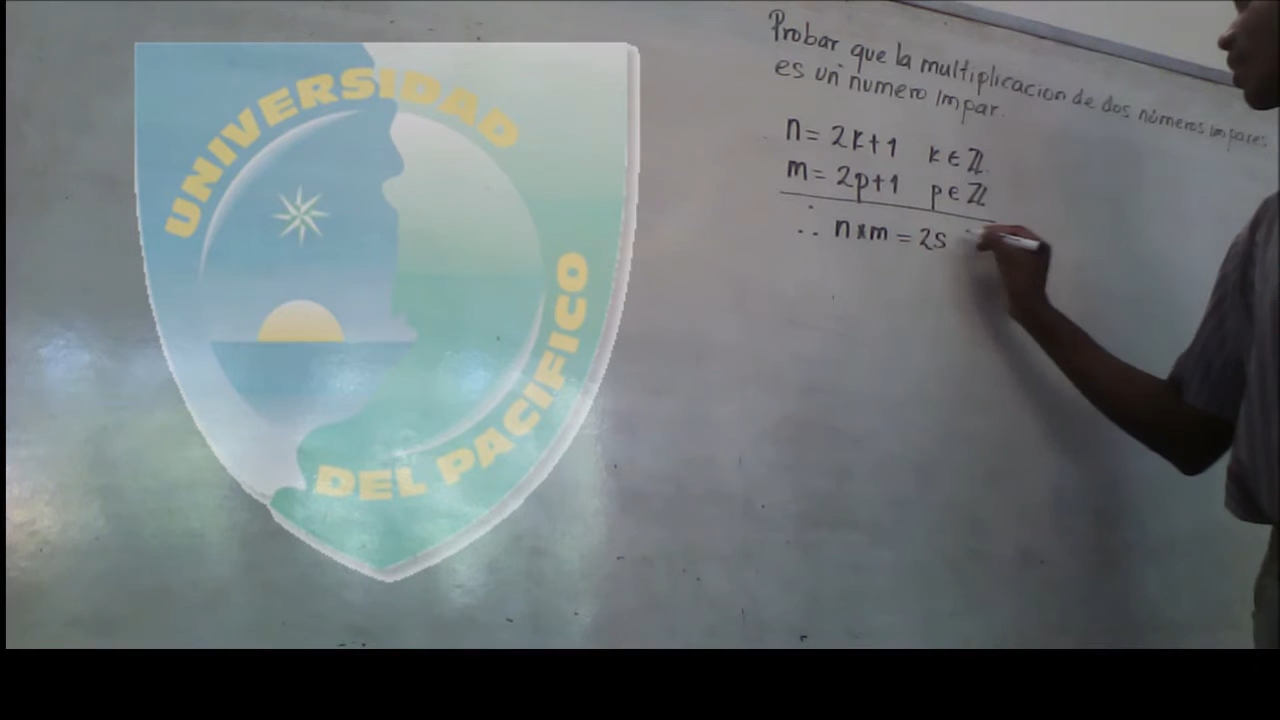 UNIVERSIDAD
DEL PACIFICO
Probar que la multiplicacion de dos números impares
es un numero impar.
n = 2k+1 k ∈ ℤ
m = 2p+1 p ∈ ℤ
∴ n*m = 2s